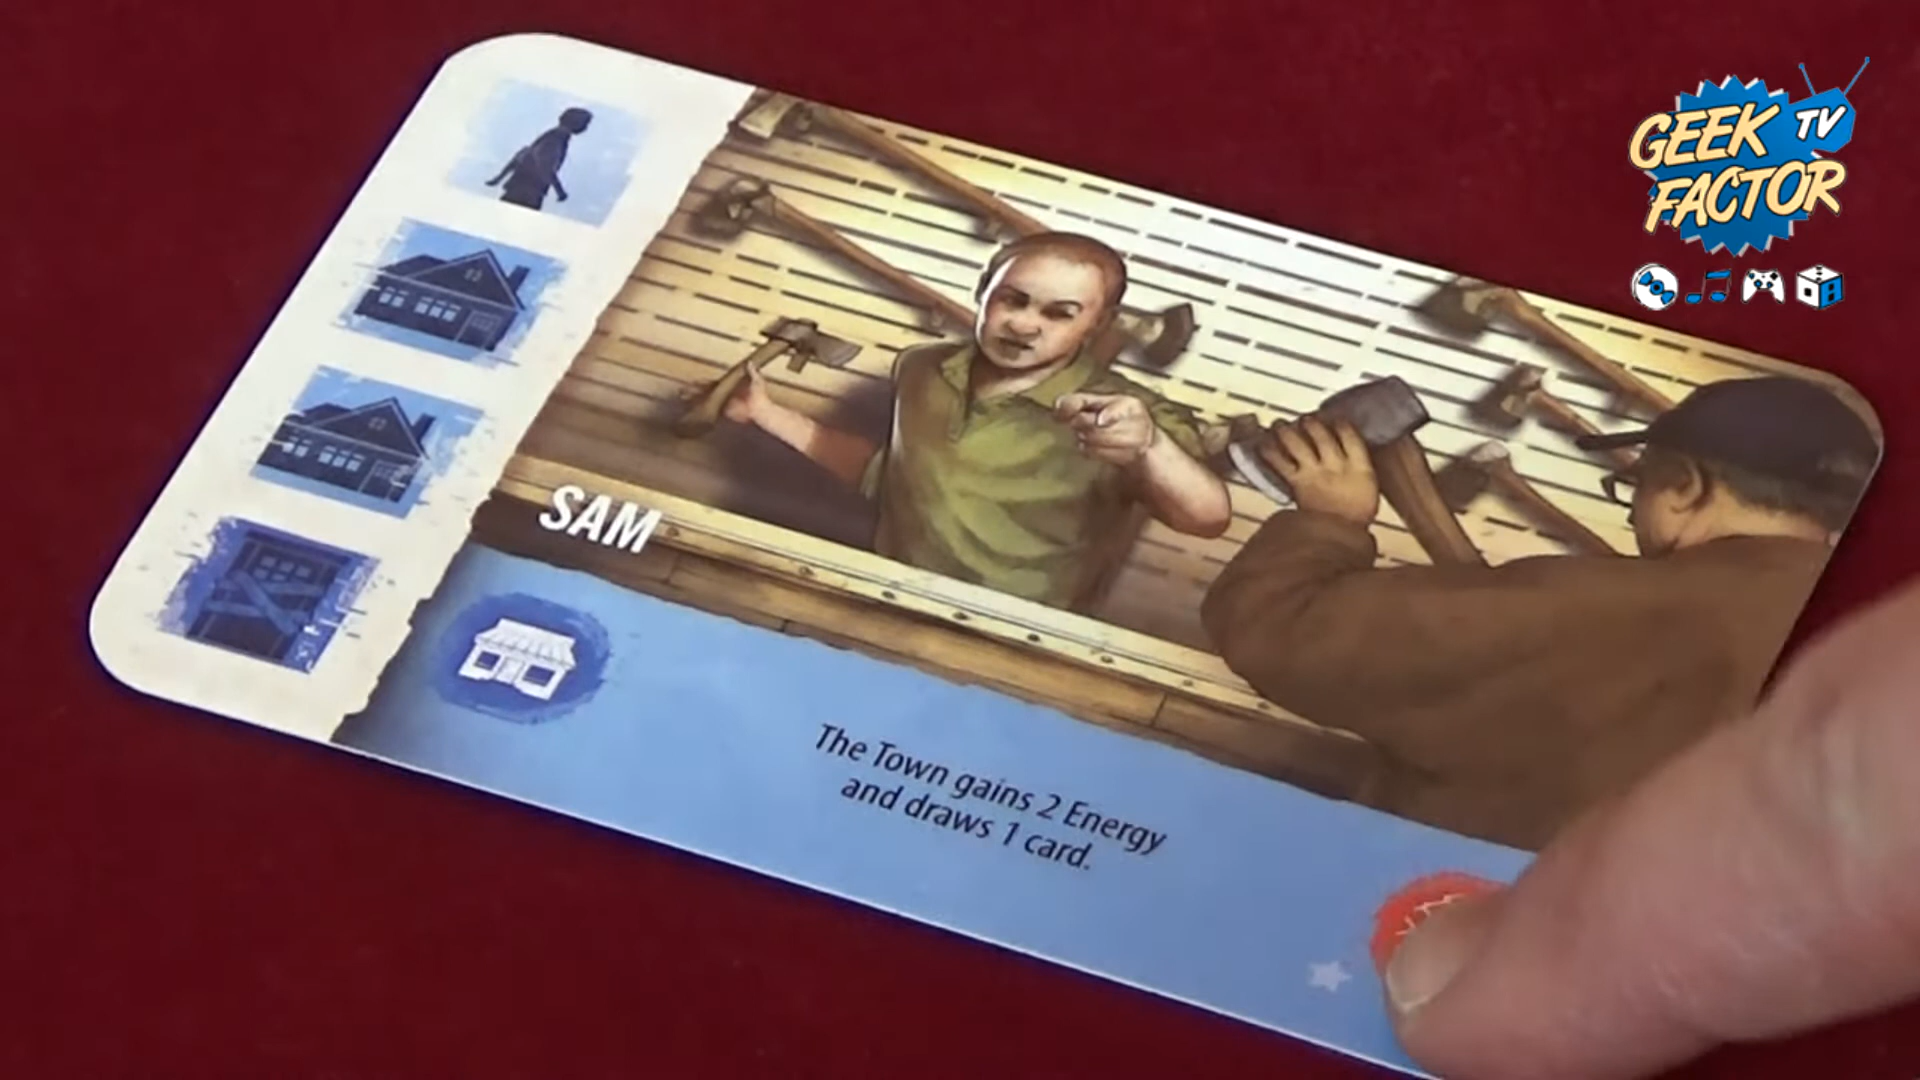 GEEK TV
FACTOR
SAM
The Town gains 2 Energy
and draws 1 card.